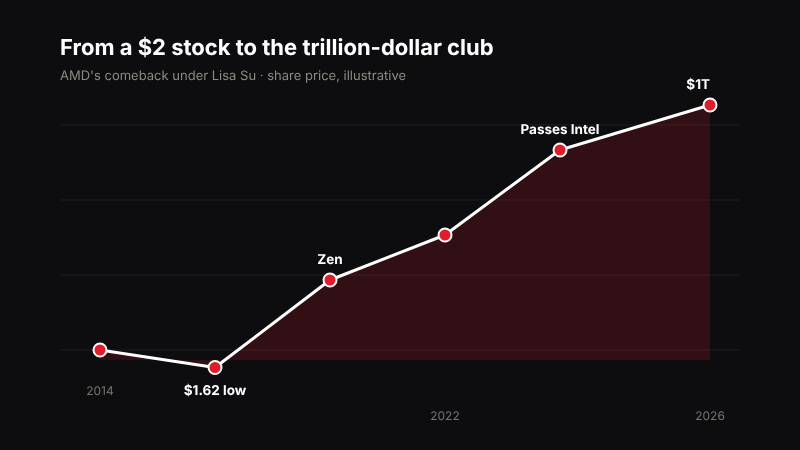 From a $2 stock to the trillion-dollar club
AMD's comeback under Lisa Su · share price, illustrative
$1T
Passes Intel
Zen
2014
$1.62 low
2022
2026